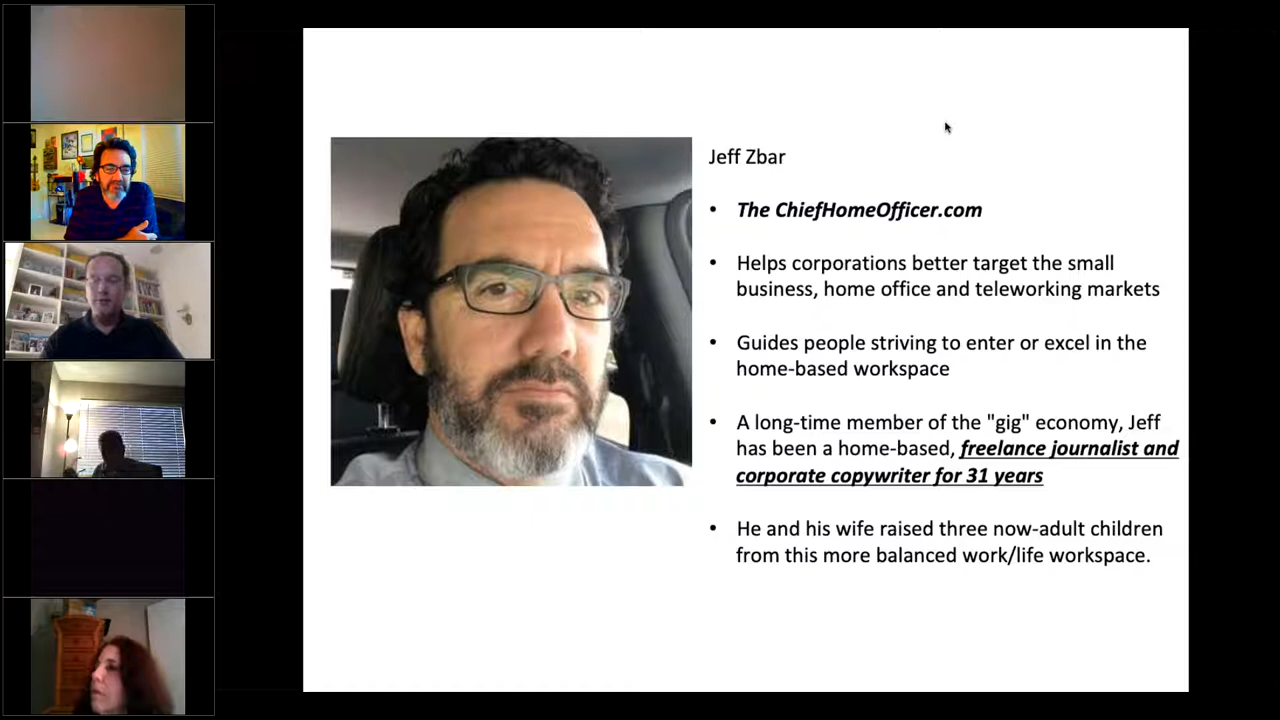 Jeff Zbar
• The ChiefHomeOfficer.com
• Helps corporations better target the small
business, home office and teleworking markets
• Guides people striving to enter or excel in the
home-based workspace
• A long-time member of the "gig" economy, Jeff
has been a home-based, freelance journalist and
corporate copywriter for 31 years
• He and his wife raised three now-adult children
from this more balanced work/life workspace.